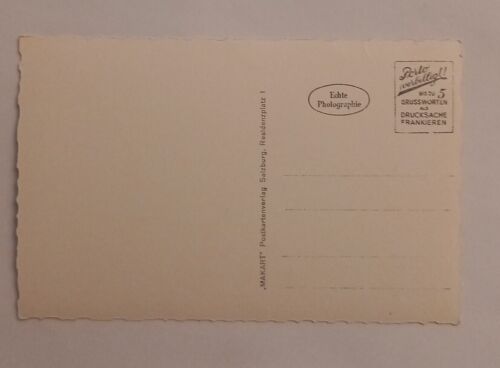 Echte
Photographie
Porto
verbilligt!
BIS ZU 5
GRUSSWORTEN
ALS
DRUCKSACHE
FRANKIEREN
„MAKART" Postkartenverlag Salzburg, Residenzplatz 1